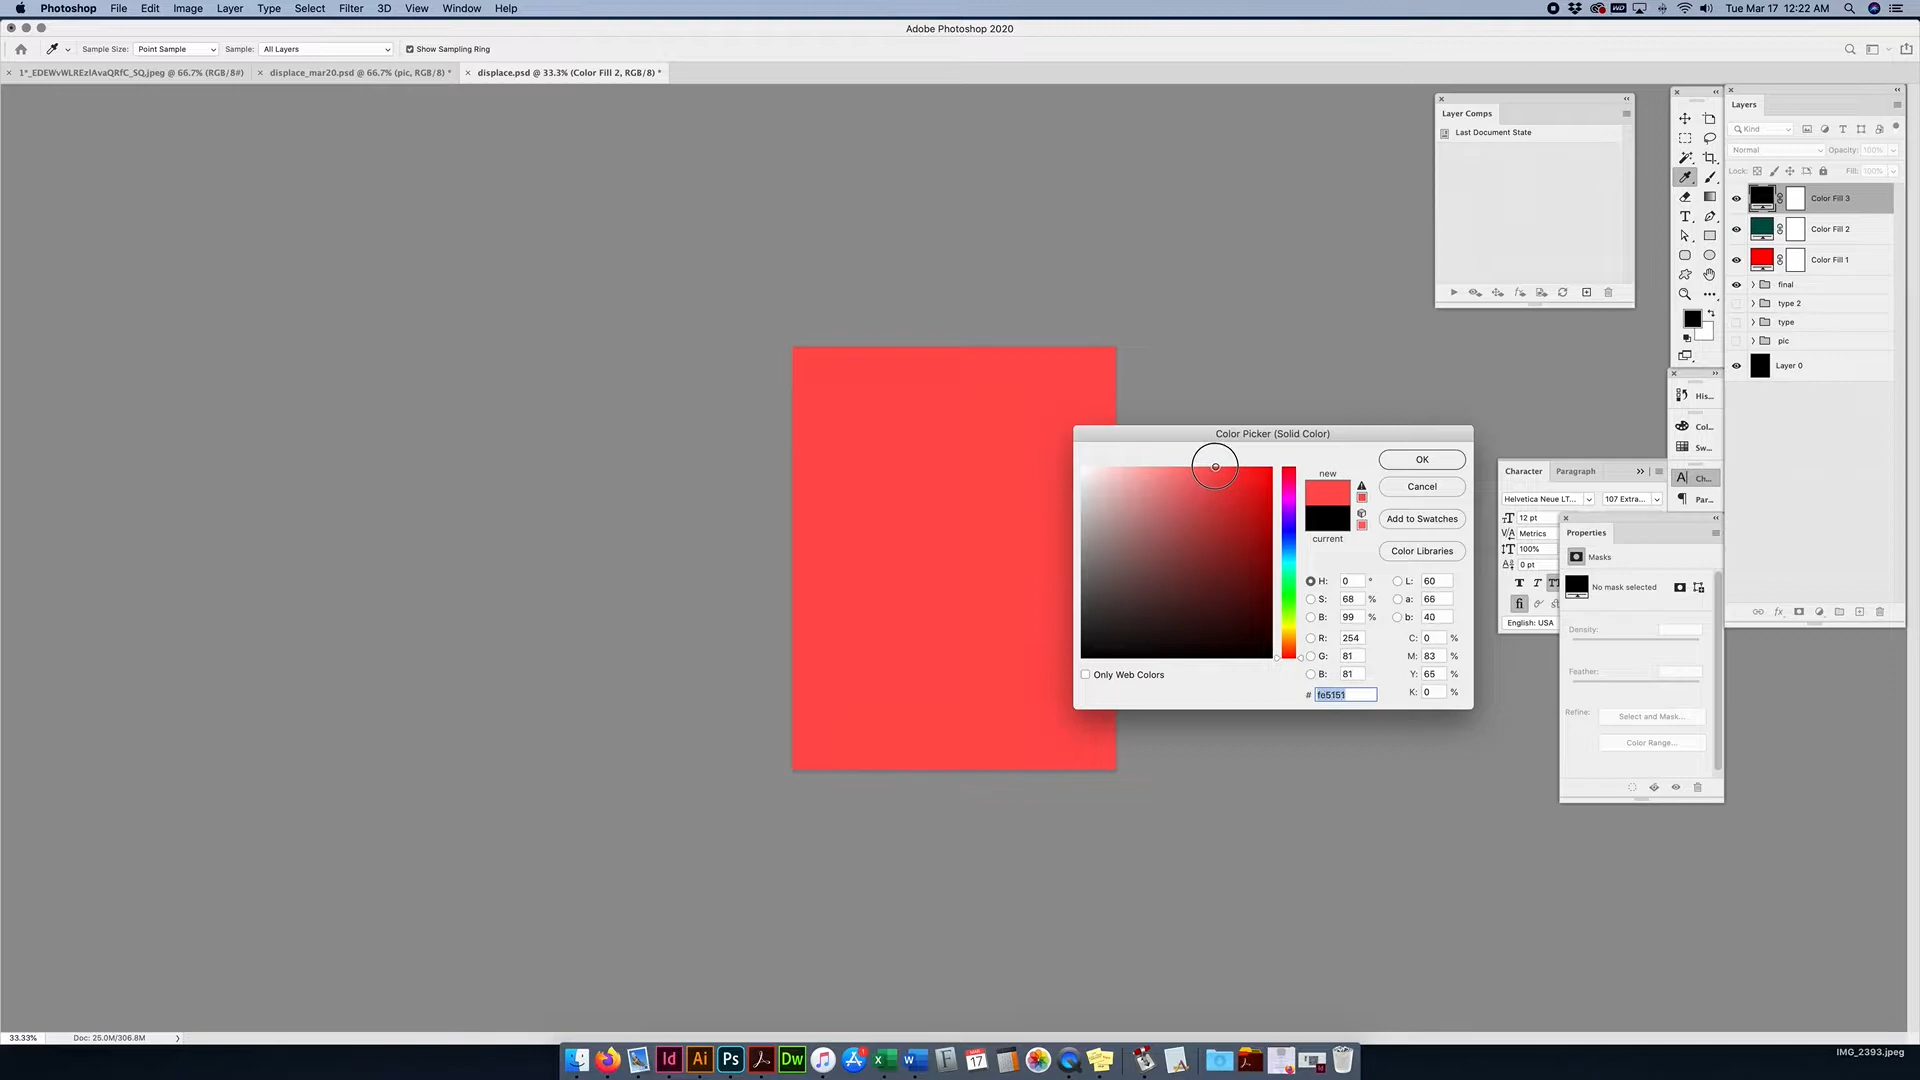 Photoshop File Edit Image Layer Type Select Filter 3D View Window Help
Tue Mar 17 12:22 AM
Adobe Photoshop 2020
Sample Size: Point Sample Sample: All Layers Show Sampling Ring
1*_EDEWvWLREzIAvaQRfC_SQ.jpeg @ 66.7% (RGB/8#)
displace_mar20.psd @ 66.7% (pic, RGB/8) *
displace.psd @ 33.3% (Color Fill 2, RGB/8) *
Layer Comps
Last Document State
Layers
Kind
Normal Opacity: 100%
Lock: Fill: 100%
Color Fill 3
Color Fill 2
Color Fill 1
final
type 2
type
pic
Layer 0
His...
Col...
Sw...
Ch...
Par...
Color Picker (Solid Color)
new
current
OK
Cancel
Add to Swatches
Color Libraries
H: 0 °
S: 68 %
B: 99 %
R: 254
G: 81
B: 81
# fe5151
L: 60
a: 66
b: 40
C: 0 %
M: 83 %
Y: 65 %
K: 0 %
Only Web Colors
Character Paragraph
Helvetica Neue LT... 107 Extra...
12 pt
Metrics
100%
0 pt
English: USA
Properties
Masks
No mask selected
Density:
Feather:
Refine: Select and Mask...
Color Range...
33.33% Doc: 25.0M/306.8M
Id Ai Ps Dw
MAR
17
IMG_2393.jpeg